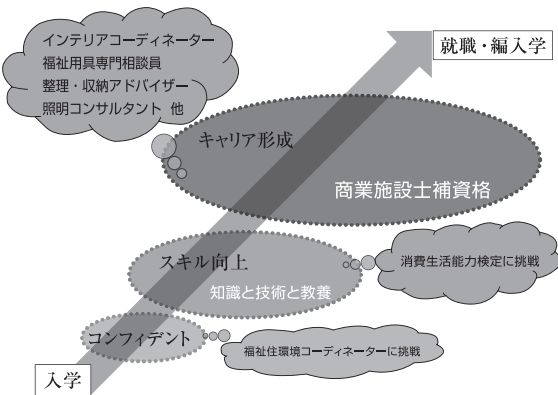 インテリアコーディネーター
福祉用具専門相談員
整理・収納アドバイザー
照明コンサルタント 他
就職・編入学
キャリア形成
商業施設士補資格
スキル向上
知識と技術と教養
消費生活能力検定に挑戦
コンフィデント
福祉住環境コーディネーターに挑戦
入学